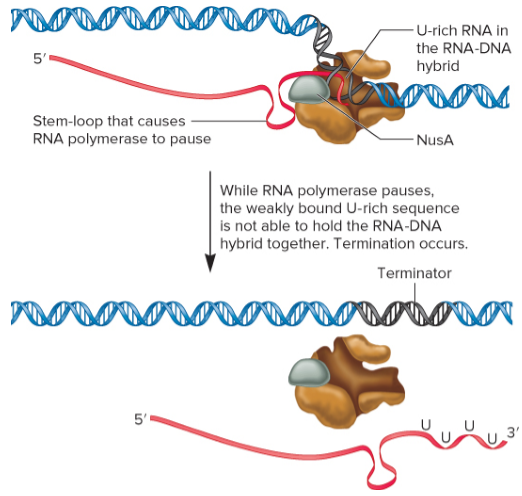 U-rich RNA in
the RNA-DNA
hybrid
5′
Stem-loop that causes
RNA polymerase to pause
NusA
While RNA polymerase pauses,
the weakly bound U-rich sequence
is not able to hold the RNA-DNA
hybrid together. Termination occurs.
Terminator
5′
U
U
U
U
3′